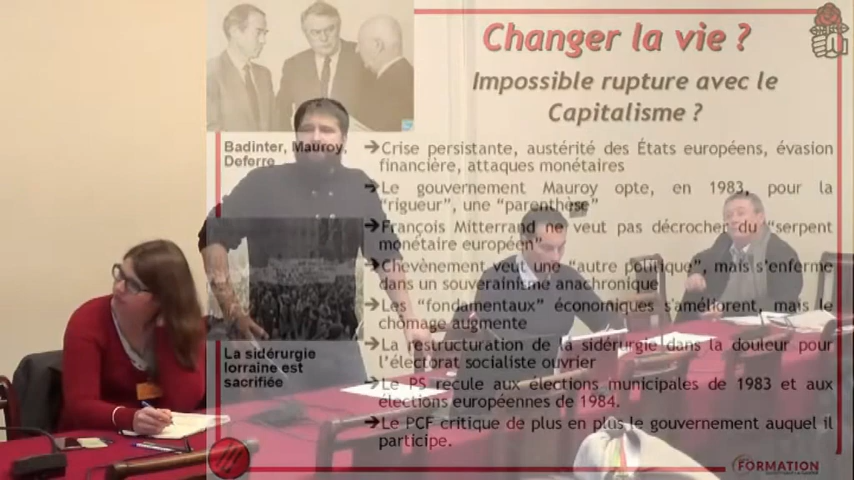 Changer la vie ?
Impossible rupture avec le
Capitalisme ?
Badinter, Mauroy,
Deferre
➔Crise persistante, austérité des États européens, évasion
financière, attaques monétaires
➔Le gouvernement Mauroy opte, en 1983, pour la
“rigueur”, une “parenthèse”
➔François Mitterrand ne veut pas décrocher du “serpent
monétaire européen”
➔Chevènement veut une “autre politique”, mais s’enferme
dans un souverainisme anachronique
➔Les “fondamentaux” économiques s'améliorent, mais le
chômage augmente
➔La restructuration de la sidérurgie dans la douleur pour
l’électorat socialiste ouvrier
➔Le PS recule aux élections municipales de 1983 et aux
élections européennes de 1984.
➔Le PCF critique de plus en plus le gouvernement auquel il
participe.
La sidérurgie
lorraine est
sacrifiée
FORMATION